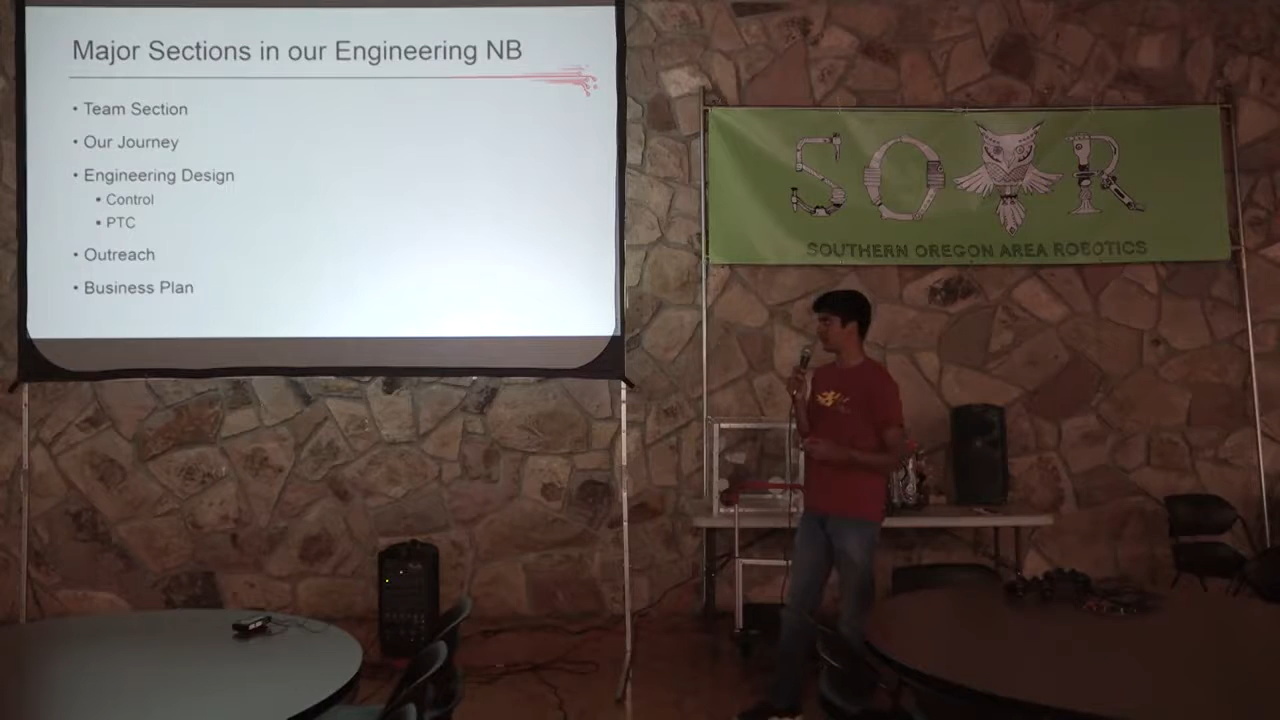 Major Sections in our Engineering NB
• Team Section
• Our Journey
• Engineering Design
• Control
• PTC
• Outreach
• Business Plan
SOAR
SOUTHERN OREGON AREA ROBOTICS